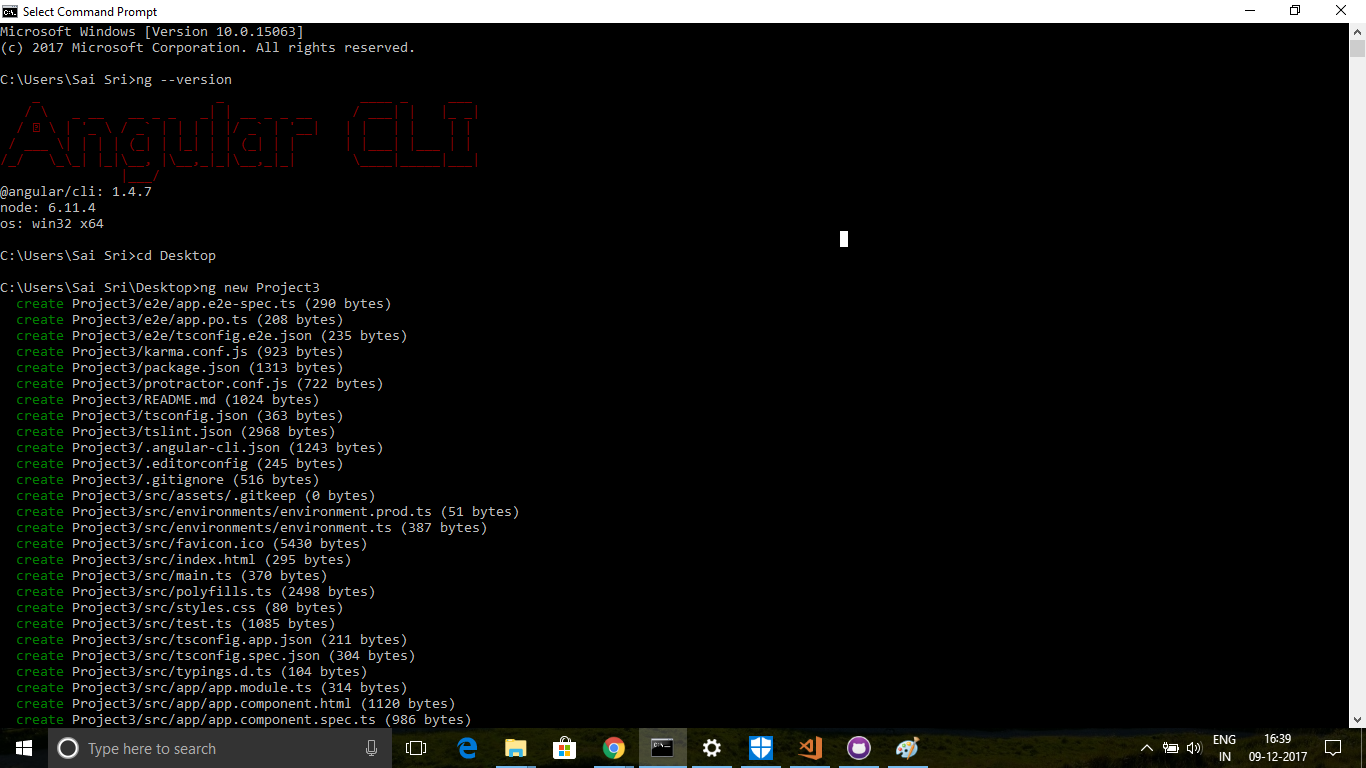 Select Command Prompt
Microsoft Windows [Version 10.0.15063]
(c) 2017 Microsoft Corporation. All rights reserved.
C:\Users\Sai Sri>ng --version
Angular CLI
@angular/cli: 1.4.7
node: 6.11.4
os: win32 x64
C:\Users\Sai Sri>cd Desktop
C:\Users\Sai Sri\Desktop>ng new Project3
create Project3/e2e/app.e2e-spec.ts (290 bytes)
create Project3/e2e/app.po.ts (208 bytes)
create Project3/e2e/tsconfig.e2e.json (235 bytes)
create Project3/karma.conf.js (923 bytes)
create Project3/package.json (1313 bytes)
create Project3/protractor.conf.js (722 bytes)
create Project3/README.md (1024 bytes)
create Project3/tsconfig.json (363 bytes)
create Project3/tslint.json (2968 bytes)
create Project3/.angular-cli.json (1243 bytes)
create Project3/.editorconfig (245 bytes)
create Project3/.gitignore (516 bytes)
create Project3/src/assets/.gitkeep (0 bytes)
create Project3/src/environments/environment.prod.ts (51 bytes)
create Project3/src/environments/environment.ts (387 bytes)
create Project3/src/favicon.ico (5430 bytes)
create Project3/src/index.html (295 bytes)
create Project3/src/main.ts (370 bytes)
create Project3/src/polyfills.ts (2498 bytes)
create Project3/src/styles.css (80 bytes)
create Project3/src/test.ts (1085 bytes)
create Project3/src/tsconfig.app.json (211 bytes)
create Project3/src/tsconfig.spec.json (304 bytes)
create Project3/src/typings.d.ts (104 bytes)
create Project3/src/app/app.module.ts (314 bytes)
create Project3/src/app/app.component.html (1120 bytes)
create Project3/src/app/app.component.spec.ts (986 bytes)
Type here to search
ENG
IN
16:39
09-12-2017